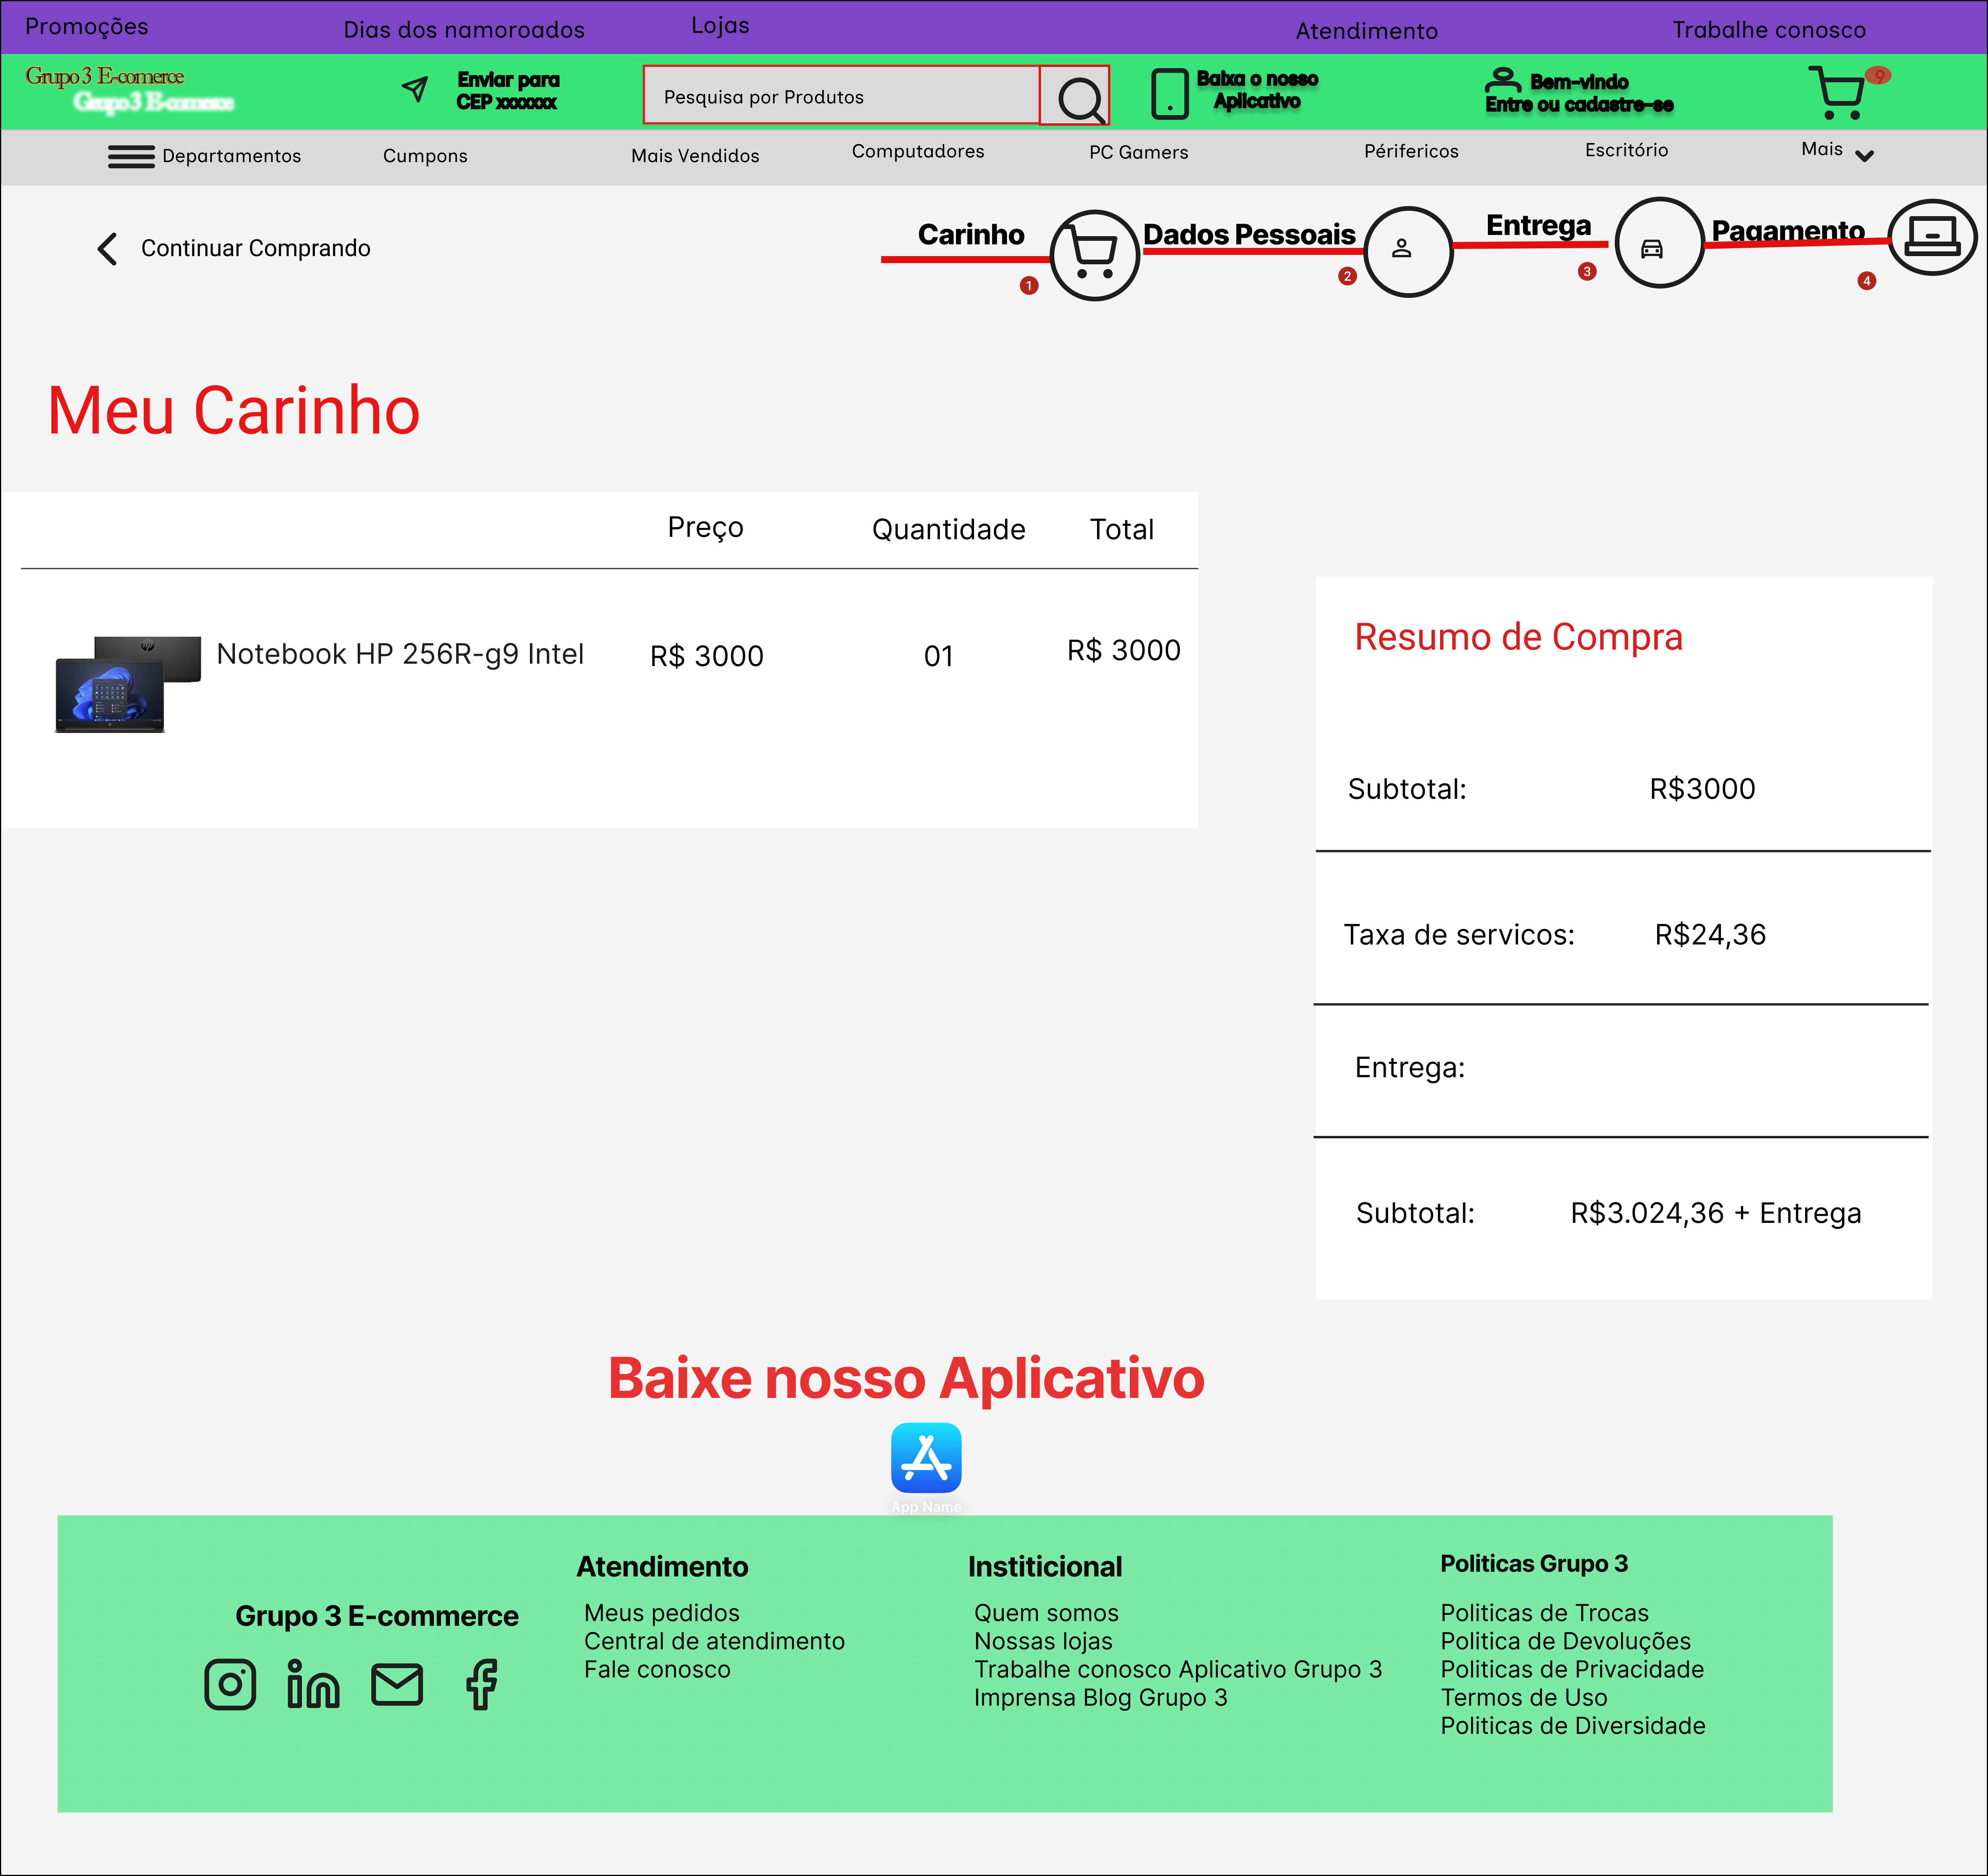 Promoções
Dias dos namoroados
Lojas
Atendimento
Trabalhe conosco
Grupo 3 E-comerce
Grupo 3 E-comerce
Enviar para
CEP xxxxxxx
Pesquisa por Produtos
Baixa o nosso
Aplicativo
Bem-vindo
Entre ou cadastre-se
9
Departamentos
Cumpons
Mais Vendidos
Computadores
PC Gamers
Périfericos
Escritório
Mais
Continuar Comprando
Carinho
1
Dados Pessoais
2
Entrega
3
Pagamento
4
Meu Carinho
Preço
Quantidade
Total
Notebook HP 256R-g9 Intel
R$ 3000
01
R$ 3000
Resumo de Compra
Subtotal:
R$3000
Taxa de servicos:
R$24,36
Entrega:
Subtotal:
R$3.024,36 + Entrega
Baixe nosso Aplicativo
App Name
Grupo 3 E-commerce
Atendimento
Meus pedidos
Central de atendimento
Fale conosco
Institicional
Quem somos
Nossas lojas
Trabalhe conosco Aplicativo Grupo 3
Imprensa Blog Grupo 3
Politicas Grupo 3
Politicas de Trocas
Politica de Devoluções
Politicas de Privacidade
Termos de Uso
Politicas de Diversidade